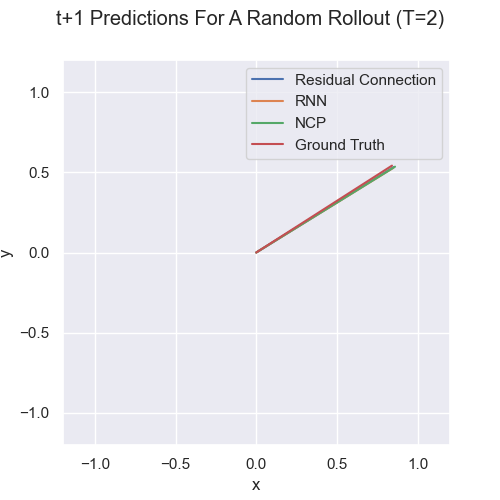 t+1 Predictions For A Random Rollout (T=2)
Residual Connection
RNN
NCP
Ground Truth
1.0
0.5
0.0
−0.5
−1.0
y
−1.0 −0.5 0.0 0.5 1.0
x